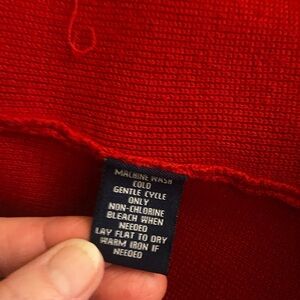 MACHINE WASH
COLD
GENTLE CYCLE
ONLY
NON-CHLORINE
BLEACH WHEN
NEEDED
LAY FLAT TO DRY
WARM IRON IF
NEEDED